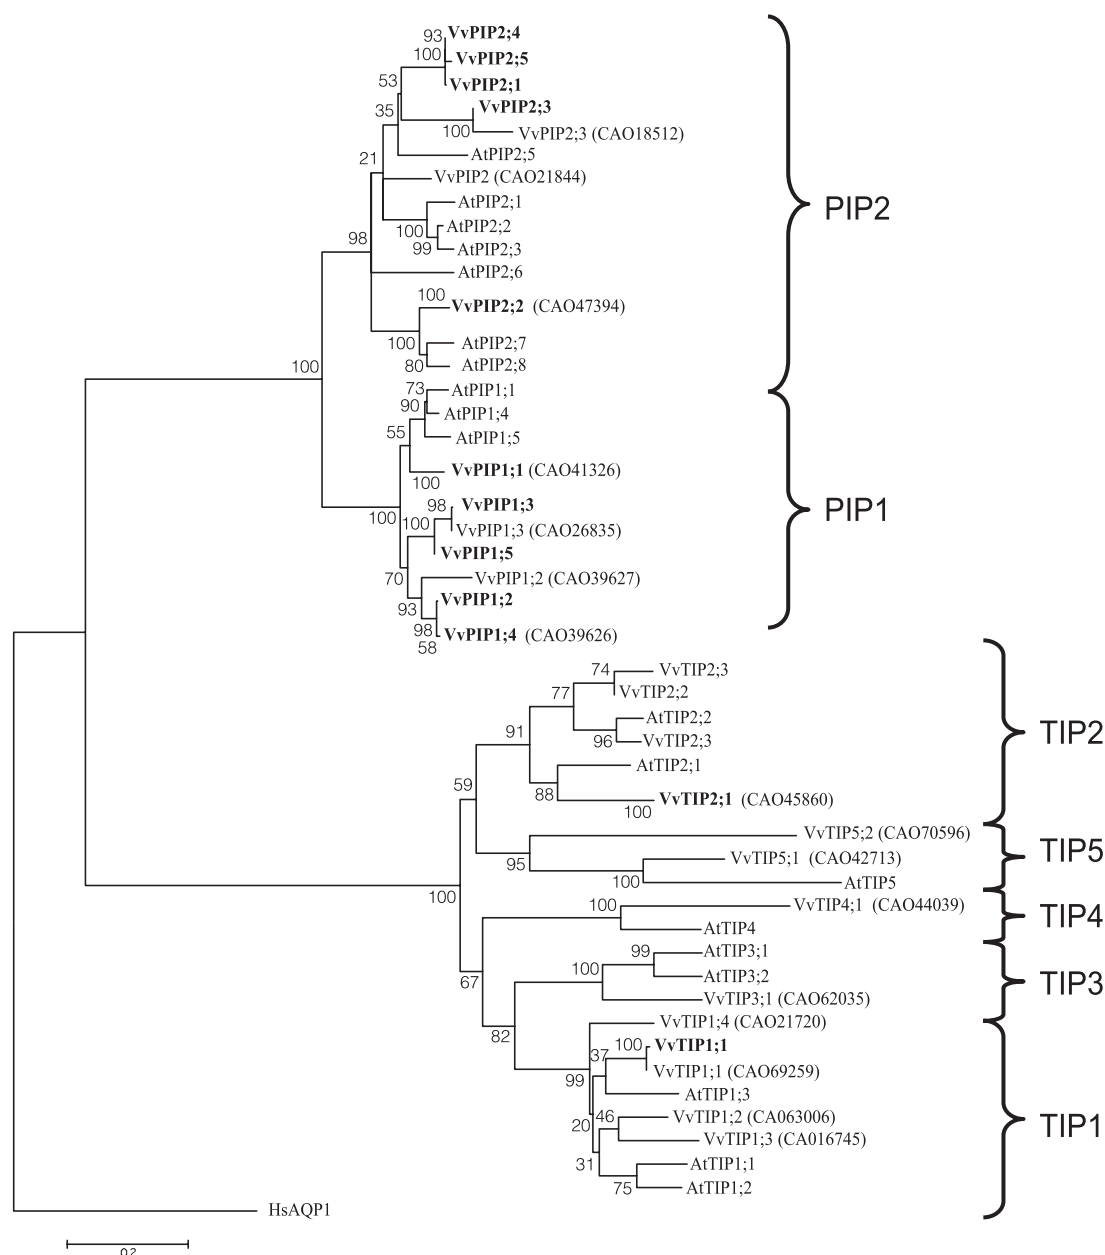 93 VvPIP2;4
100 VvPIP2;5
53 VvPIP2;1
35 VvPIP2;3
100 VvPIP2;3 (CAO18512)
AtPIP2;5
21
VvPIP2 (CAO21844)
AtPIP2;1
PIP2
100 AtPIP2;2
98 99 AtPIP2;3
AtPIP2;6
100
VvPIP2;2 (CAO47394)
100 AtPIP2;7
80 AtPIP2;8
100
73 AtPIP1;1
90 AtPIP1;4
55 AtPIP1;5
VvPIP1;1 (CAO41326)
100
98 VvPIP1;3
PIP1
100 100 VvPIP1;3 (CAO26835)
VvPIP1;5
70 VvPIP1;2 (CAO39627)
93 VvPIP1;2
98 VvPIP1;4 (CAO39626)
58
74 VvTIP2;3
77 VvTIP2;2
AtTIP2;2
91 96 VvTIP2;3
TIP2
AtTIP2;1
59 88 VvTIP2;1 (CAO45860)
100
VvTIP5;2 (CAO70596)
95 VvTIP5;1 (CAO42713)
TIP5
100 AtTIP5
100
100 VvTIP4;1 (CAO44039)
TIP4
AtTIP4
99 AtTIP3;1
100 AtTIP3;2
67
TIP3
VvTIP3;1 (CAO62035)
VvTIP1;4 (CAO21720)
82
37 100 VvTIP1;1
99 VvTIP1;1 (CAO69259)
AtTIP1;3
20 46 VvTIP1;2 (CA063006)
TIP1
VvTIP1;3 (CA016745)
31 AtTIP1;1
75 AtTIP1;2
HsAQP1
0.2